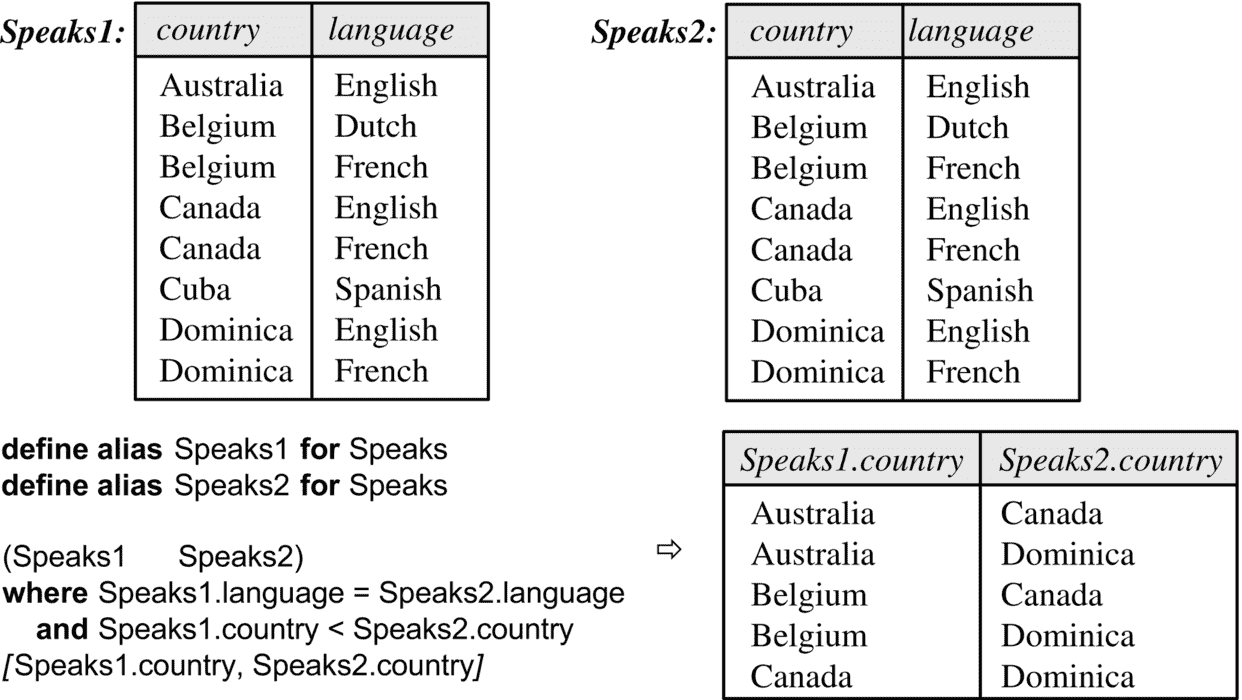 Speaks1: country language
Australia English
Belgium Dutch
Belgium French
Canada English
Canada French
Cuba Spanish
Dominica English
Dominica French
Speaks2: country language
Australia English
Belgium Dutch
Belgium French
Canada English
Canada French
Cuba Spanish
Dominica English
Dominica French
define alias Speaks1 for Speaks
define alias Speaks2 for Speaks
(Speaks1 Speaks2)
where Speaks1.language = Speaks2.language
and Speaks1.country < Speaks2.country
[Speaks1.country, Speaks2.country]
⇨
Speaks1.country Speaks2.country
Australia Canada
Australia Dominica
Belgium Canada
Belgium Dominica
Canada Dominica